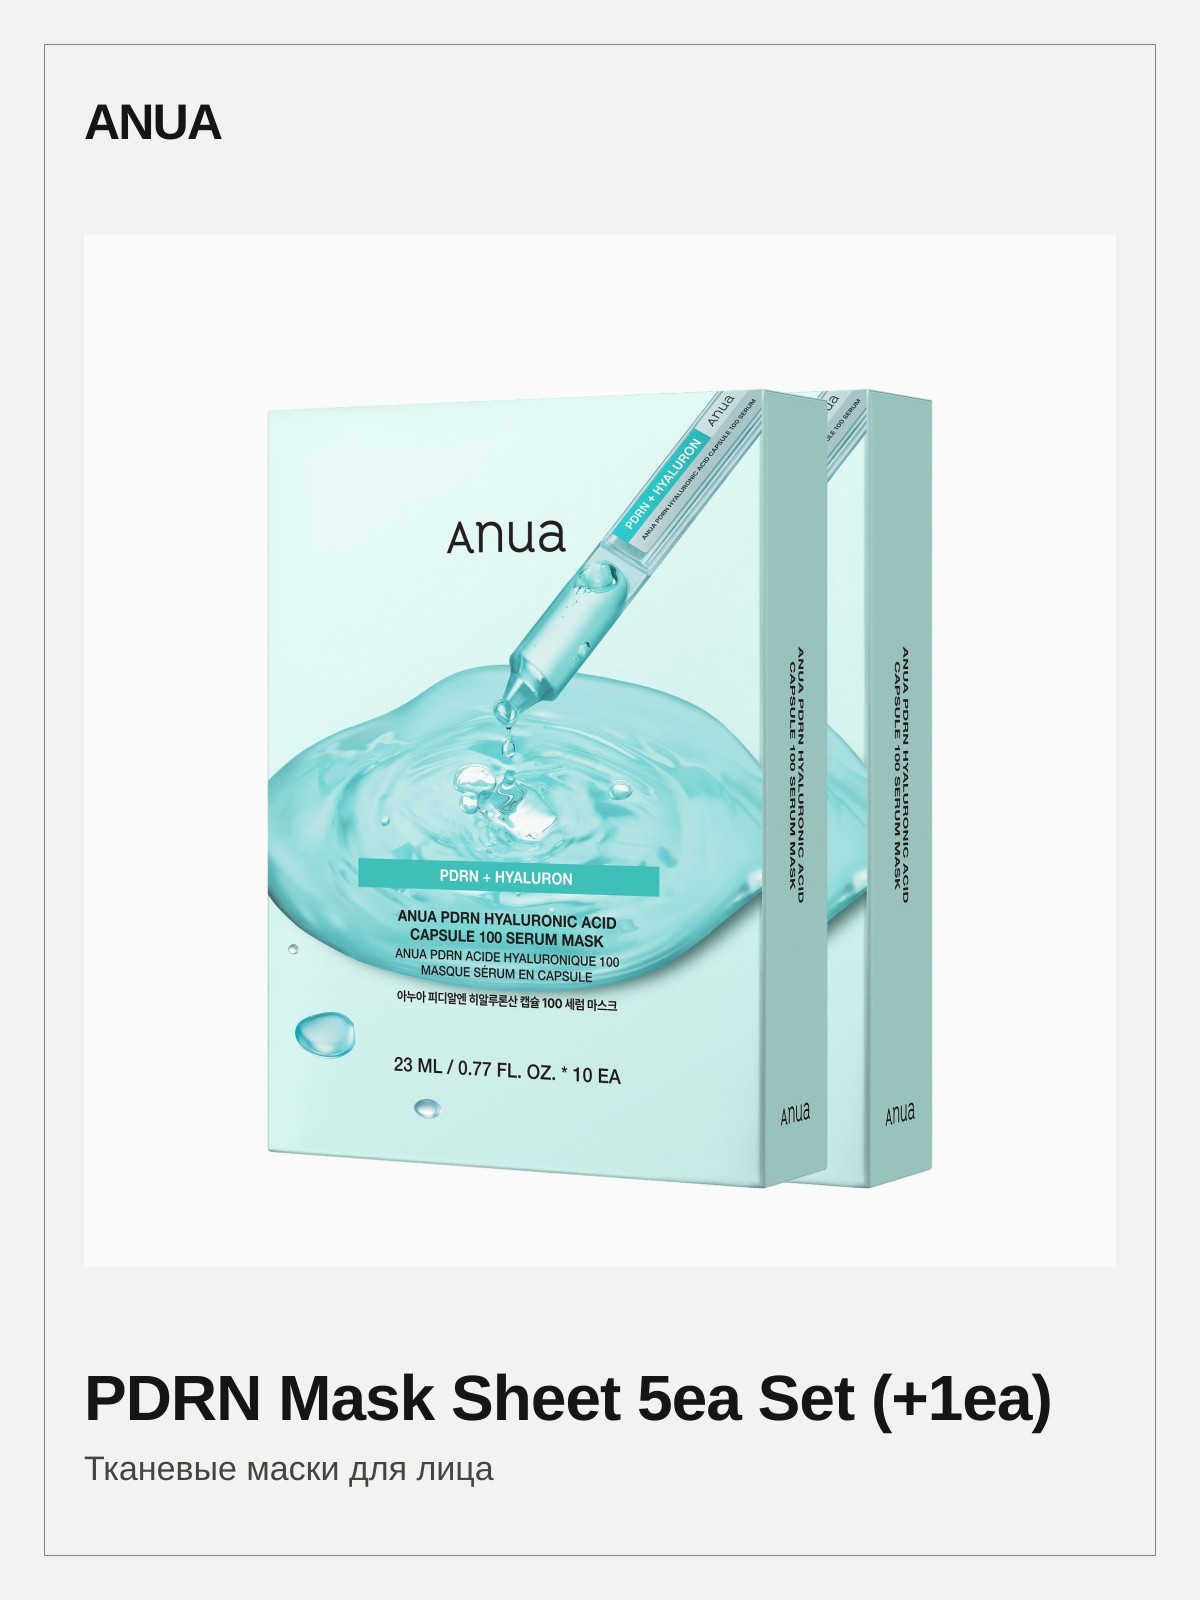 ANUA
Anua
PDRN + HYALURON
ANUA PDRN HYALURONIC ACID CAPSULE 100 SERUM
ua
LE 100 SERUM
Anua
PDRN + HYALURON
ANUA PDRN HYALURONIC ACID
CAPSULE 100 SERUM MASK
ANUA PDRN ACIDE HYALURONIQUE 100
MASQUE SÉRUM EN CAPSULE
아누아 피디알엔 히알루론산 캡슐 100 세럼 마스크
23 ML / 0.77 FL. OZ. * 10 EA
ANUA PDRN HYALURONIC ACID
CAPSULE 100 SERUM MASK
Anua
ANUA PDRN HYALURONIC ACID
CAPSULE 100 SERUM MASK
Anua
PDRN Mask Sheet 5ea Set (+1ea)
Тканевые маски для лица